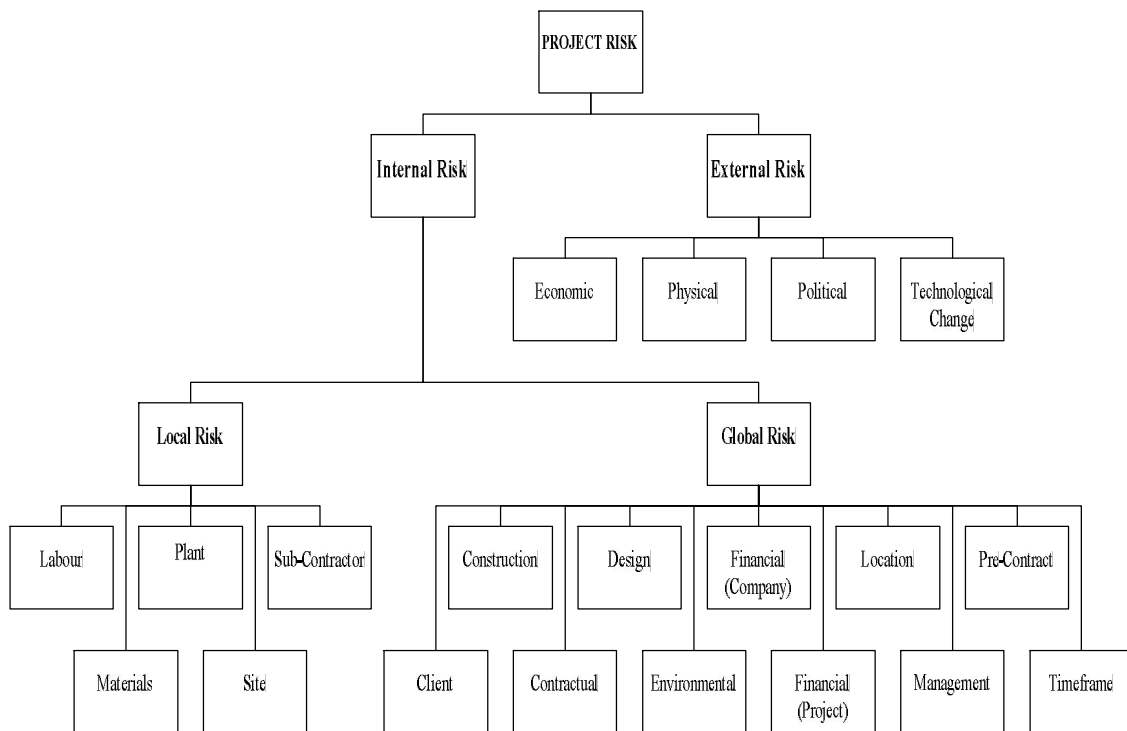 PROJECT RISK
Internal Risk
External Risk
Economic
Physical
Political
Technological
Change
Local Risk
Global Risk
Labour
Plant
Sub-Contractor
Construction
Design
Financial
(Company)
Location
Pre-Contract
Materials
Site
Client
Contractual
Environmental
Financial
(Project)
Management
Timeframe